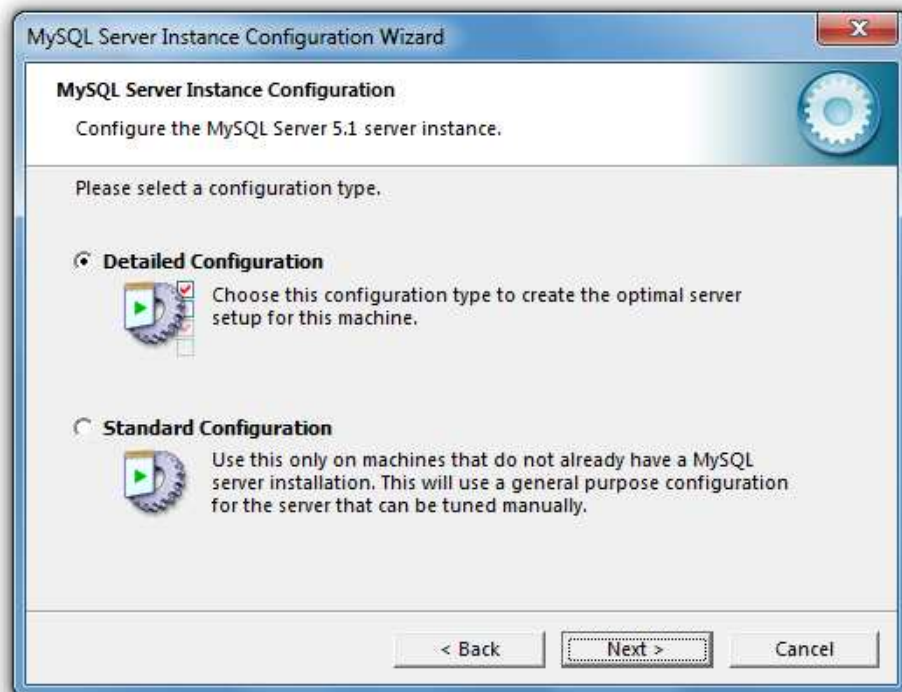 MySQL Server Instance Configuration Wizard
MySQL Server Instance Configuration
Configure the MySQL Server 5.1 server instance.
Please select a configuration type.
Detailed Configuration
Choose this configuration type to create the optimal server
setup for this machine.
Standard Configuration
Use this only on machines that do not already have a MySQL
server installation. This will use a general purpose configuration
for the server that can be tuned manually.
< Back Next > Cancel